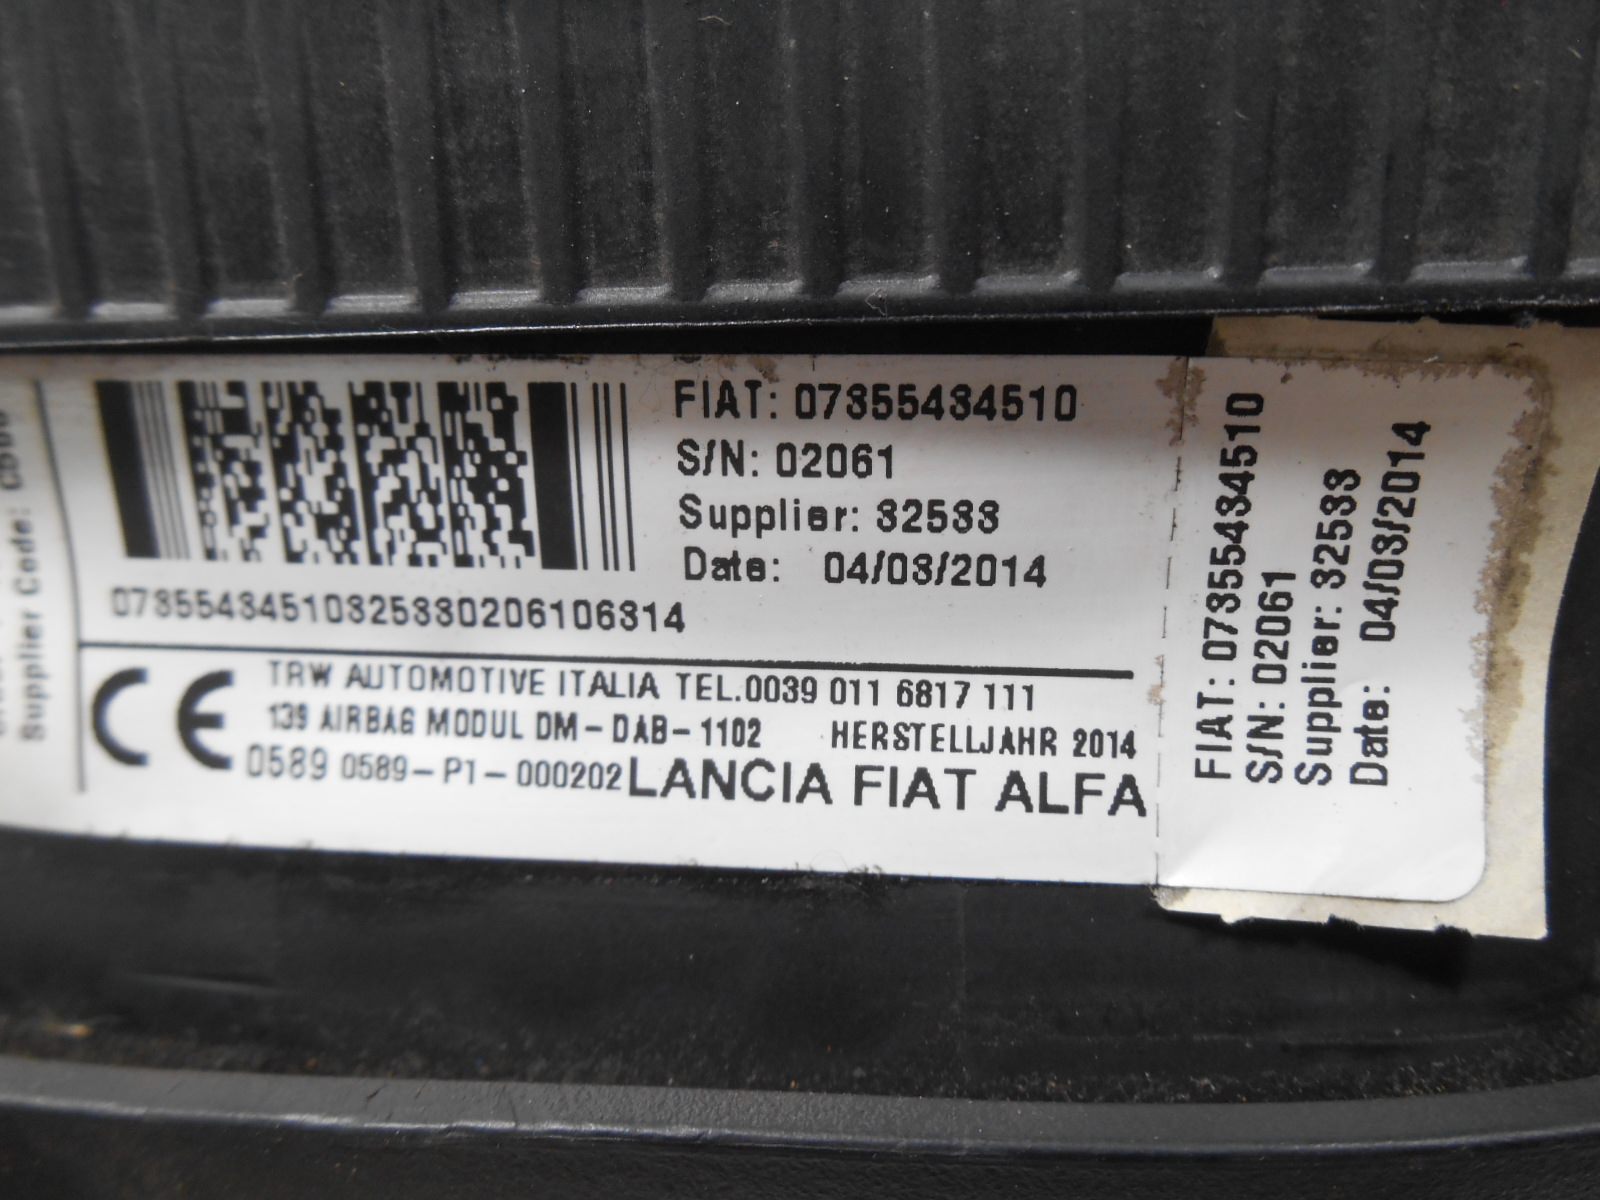 Supplier Code:
FIAT: 07355434510
S/N: 02061
Supplier: 32533
Date: 04/03/2014
07355434510325330206106314
TRW AUTOMOTIVE ITALIA TEL.0039 011 6817 111
139 AIRBAG MODUL DM-DAB-1102 HERSTELLJAHR 2014
CE 0589 0589-P1-000202 LANCIA FIAT ALFA
FIAT: 07355434510
S/N: 02061
Supplier: 32533
Date: 04/03/2014